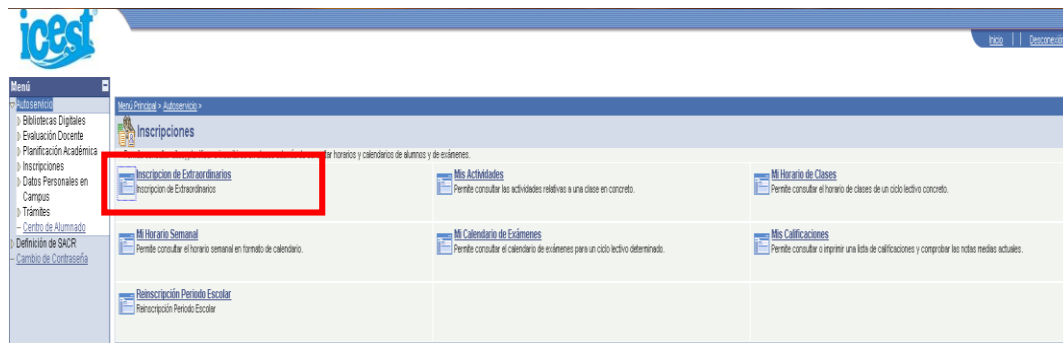 icest
Inicio | | Desconexión
Menú
Autoservicio
Bibliotecas Digitales
Evaluación Docente
Planificación Académica
Inscripciones
Datos Personales en
Campus
Trámites
Centro de Alumnado
Definición de SACR
Cambio de Contraseña
Menú Principal > Autoservicio >
Inscripciones
horarios y calendarios de alumnos y de exámenes.
Inscripcion de Extraordinarios
Inscripcion de Extraordinarios
Mis Actividades
Permite consultar las actividades relativas a una clase en concreto.
Mi Horario de Clases
Permite consultar el horario de clases de un ciclo lectivo concreto.
Mi Horario Semanal
Permite consultar el horario semanal en formato de calendario.
Mi Calendario de Exámenes
Permite consultar el calendario de exámenes para un ciclo lectivo determinado.
Mis Calificaciones
Permite consultar o imprimir una lista de calificaciones y comprobar las notas medias actuales.
Reinscripción Periodo Escolar
Reinscripción Periodo Escolar